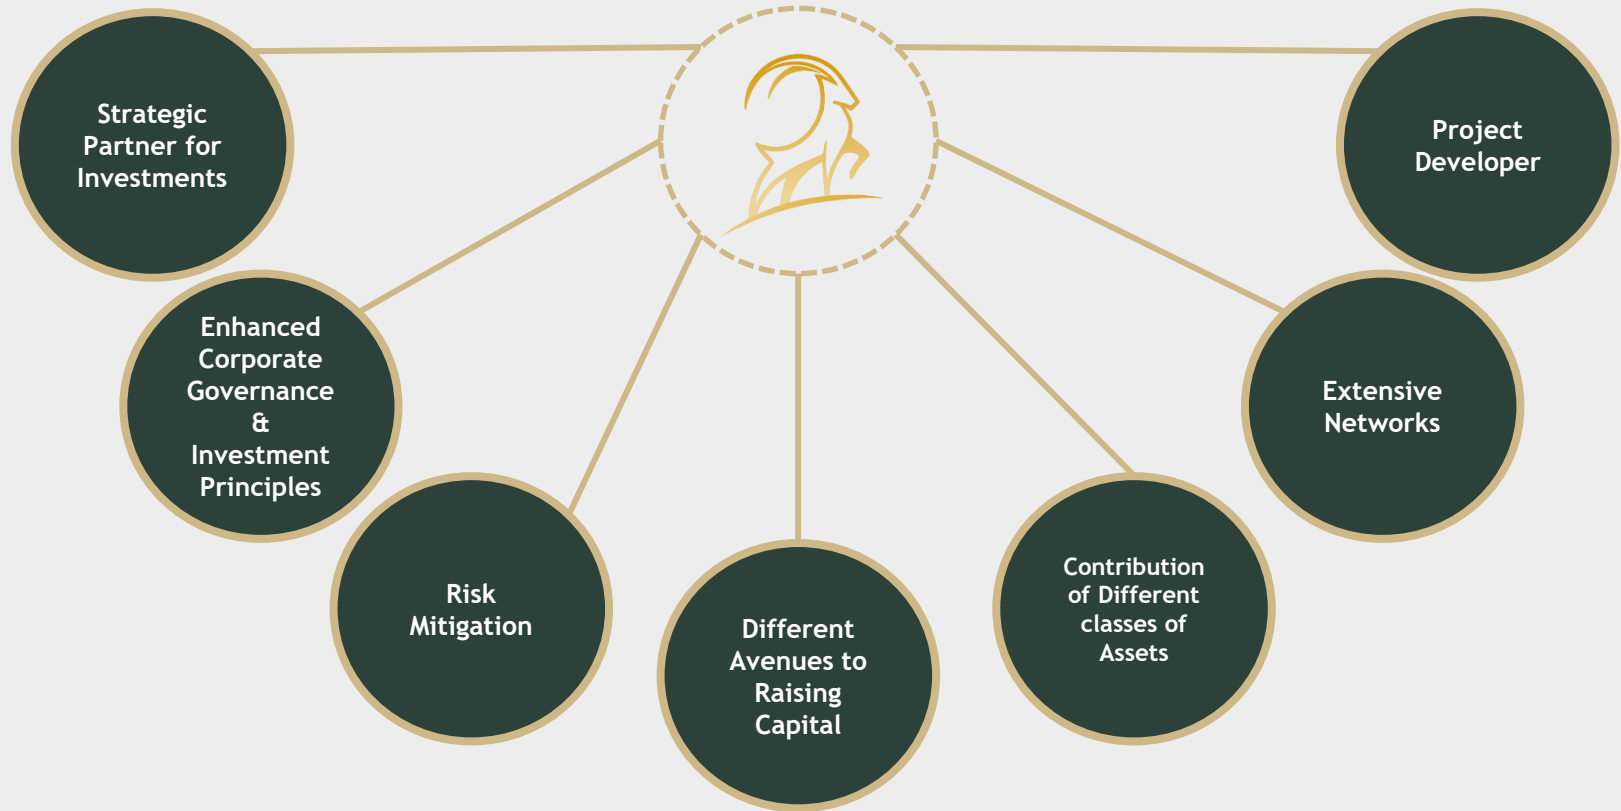 Strategic
Partner for
Investments
Enhanced
Corporate
Governance
&
Investment
Principles
Risk
Mitigation
Different
Avenues to
Raising
Capital
Contribution
of Different
classes of
Assets
Extensive
Networks
Project
Developer